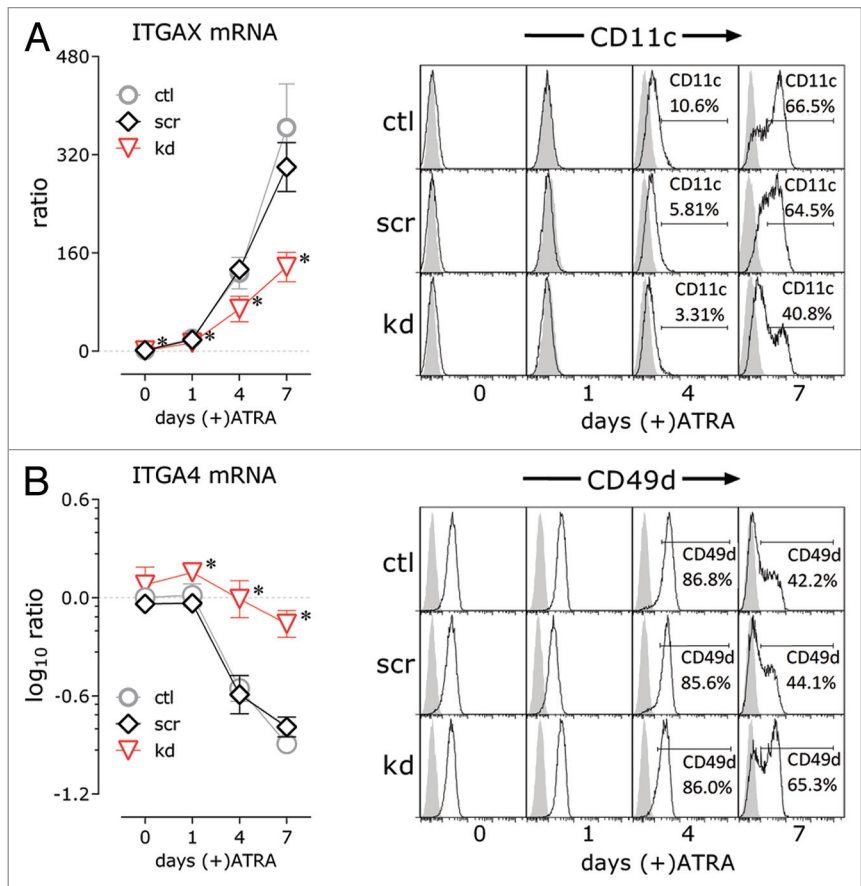 A
ITGAX mRNA
480
320
160
0
ratio
ctl
scr
kd
*
*
*
*
0 1 4 7
days (+)ATRA
CD11c
ctl
CD11c
10.6%
CD11c
66.5%
scr
CD11c
5.81%
CD11c
64.5%
kd
CD11c
3.31%
CD11c
40.8%
0 1 4 7
days (+)ATRA
B
ITGA4 mRNA
0.6
0.0
-0.6
-1.2
log10 ratio
*
*
*
ctl
scr
kd
0 1 4 7
days (+)ATRA
CD49d
ctl
CD49d
86.8%
CD49d
42.2%
scr
CD49d
85.6%
CD49d
44.1%
kd
CD49d
86.0%
CD49d
65.3%
0 1 4 7
days (+)ATRA